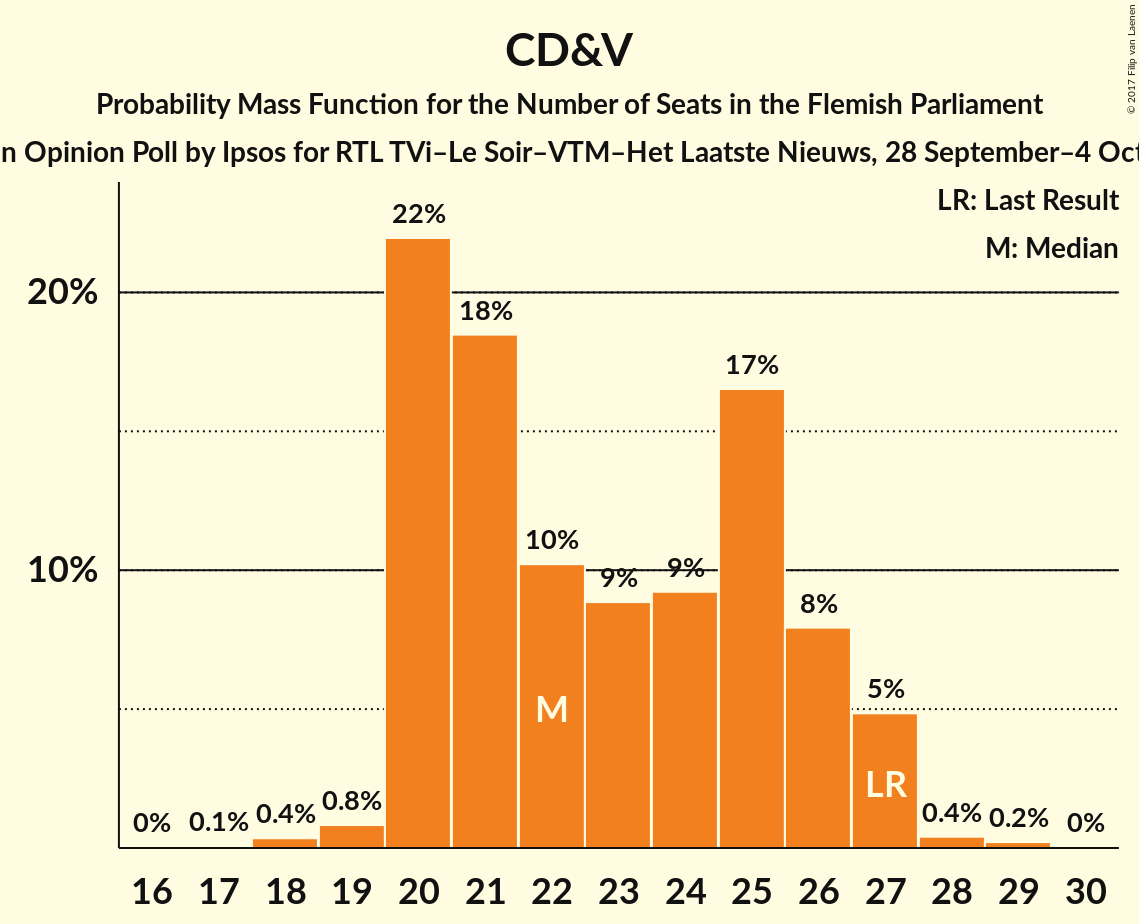 CD&V
Probability Mass Function for the Number of Seats in the Flemish Parliament
n Opinion Poll by Ipsos for RTL TVi–Le Soir–VTM–Het Laatste Nieuws, 28 September–4 Oct
© 2017 Filip van Laenen
LR: Last Result
M: Median
20%
10%
0%
0.1%
0.4%
0.8%
22%
18%
10%
9%
9%
17%
8%
5%
0.4%
0.2%
0%
M
LR
16 17 18 19 20 21 22 23 24 25 26 27 28 29 30